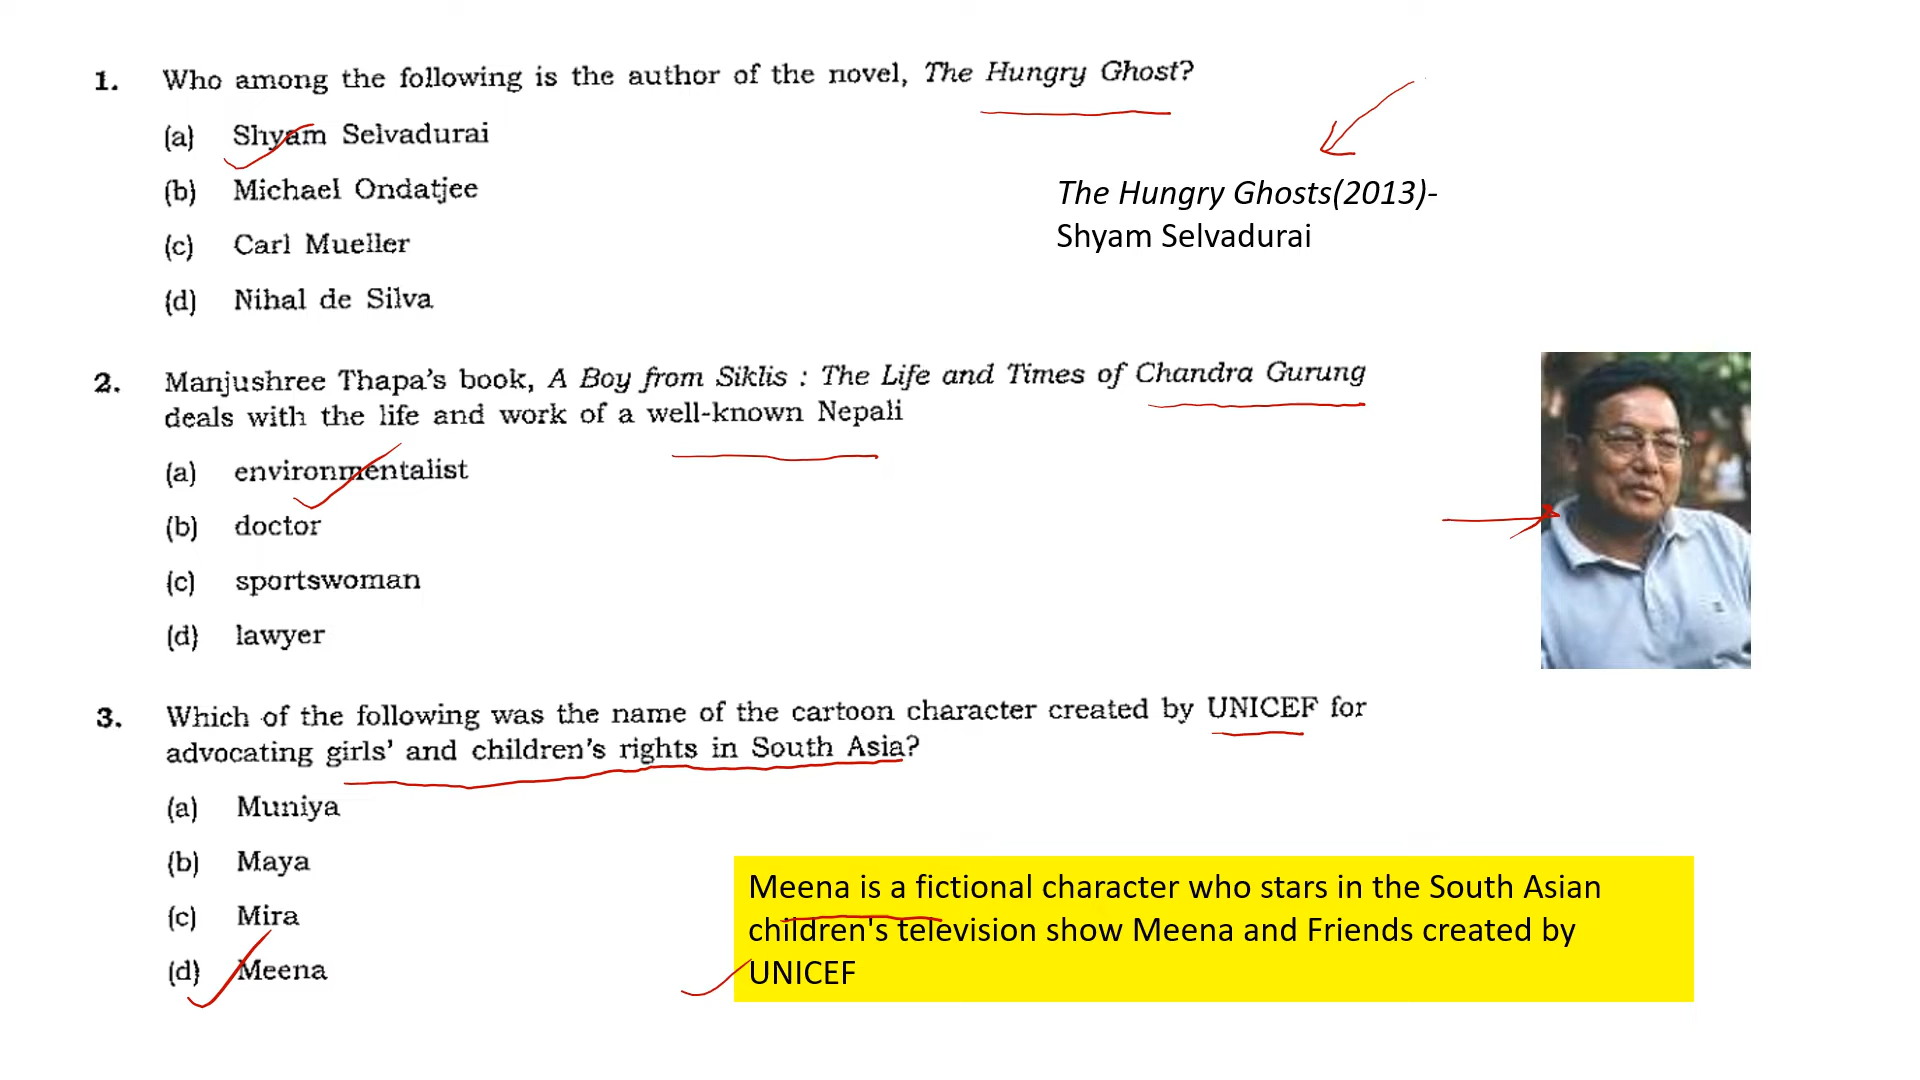 1. Who among the following is the author of the novel, The Hungry Ghost?
(a) Shyam Selvadurai
(b) Michael Ondatjee
(c) Carl Mueller
(d) Nihal de Silva
The Hungry Ghosts(2013)-
Shyam Selvadurai
2. Manjushree Thapa's book, A Boy from Siklis : The Life and Times of Chandra Gurung
deals with the life and work of a well-known Nepali
(a) environmentalist
(b) doctor
(c) sportswoman
(d) lawyer
3. Which of the following was the name of the cartoon character created by UNICEF for
advocating girls' and children's rights in South Asia?
(a) Muniya
(b) Maya
(c) Mira
(d) Meena
Meena is a fictional character who stars in the South Asian
children's television show Meena and Friends created by
UNICEF